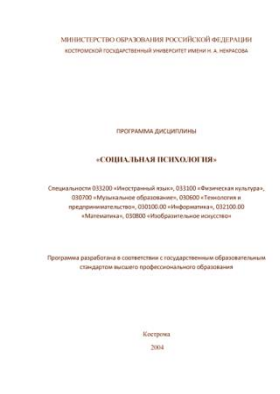 МИНИСТЕРСТВО ОБРАЗОВАНИЯ РОССИЙСКОЙ ФЕДЕРАЦИИ
КОСТРОМСКОЙ ГОСУДАРСТВЕННЫЙ УНИВЕРСИТЕТ ИМЕНИ Н. А. НЕКРАСОВА
ПРОГРАММА ДИСЦИПЛИНЫ
«СОЦИАЛЬНАЯ ПСИХОЛОГИЯ»
Специальности 033200 «Иностранный язык», 033100 «Физическая культура»,
030700 «Музыкальное образование», 030600 «Технология и
предпринимательство», 030100.00 «Информатика», 032100.00
«Математика», 030800 «Изобразительное искусство»
Программа разработана в соответствии с государственным образовательным
стандартом высшего профессионального образования
Кострома
2004